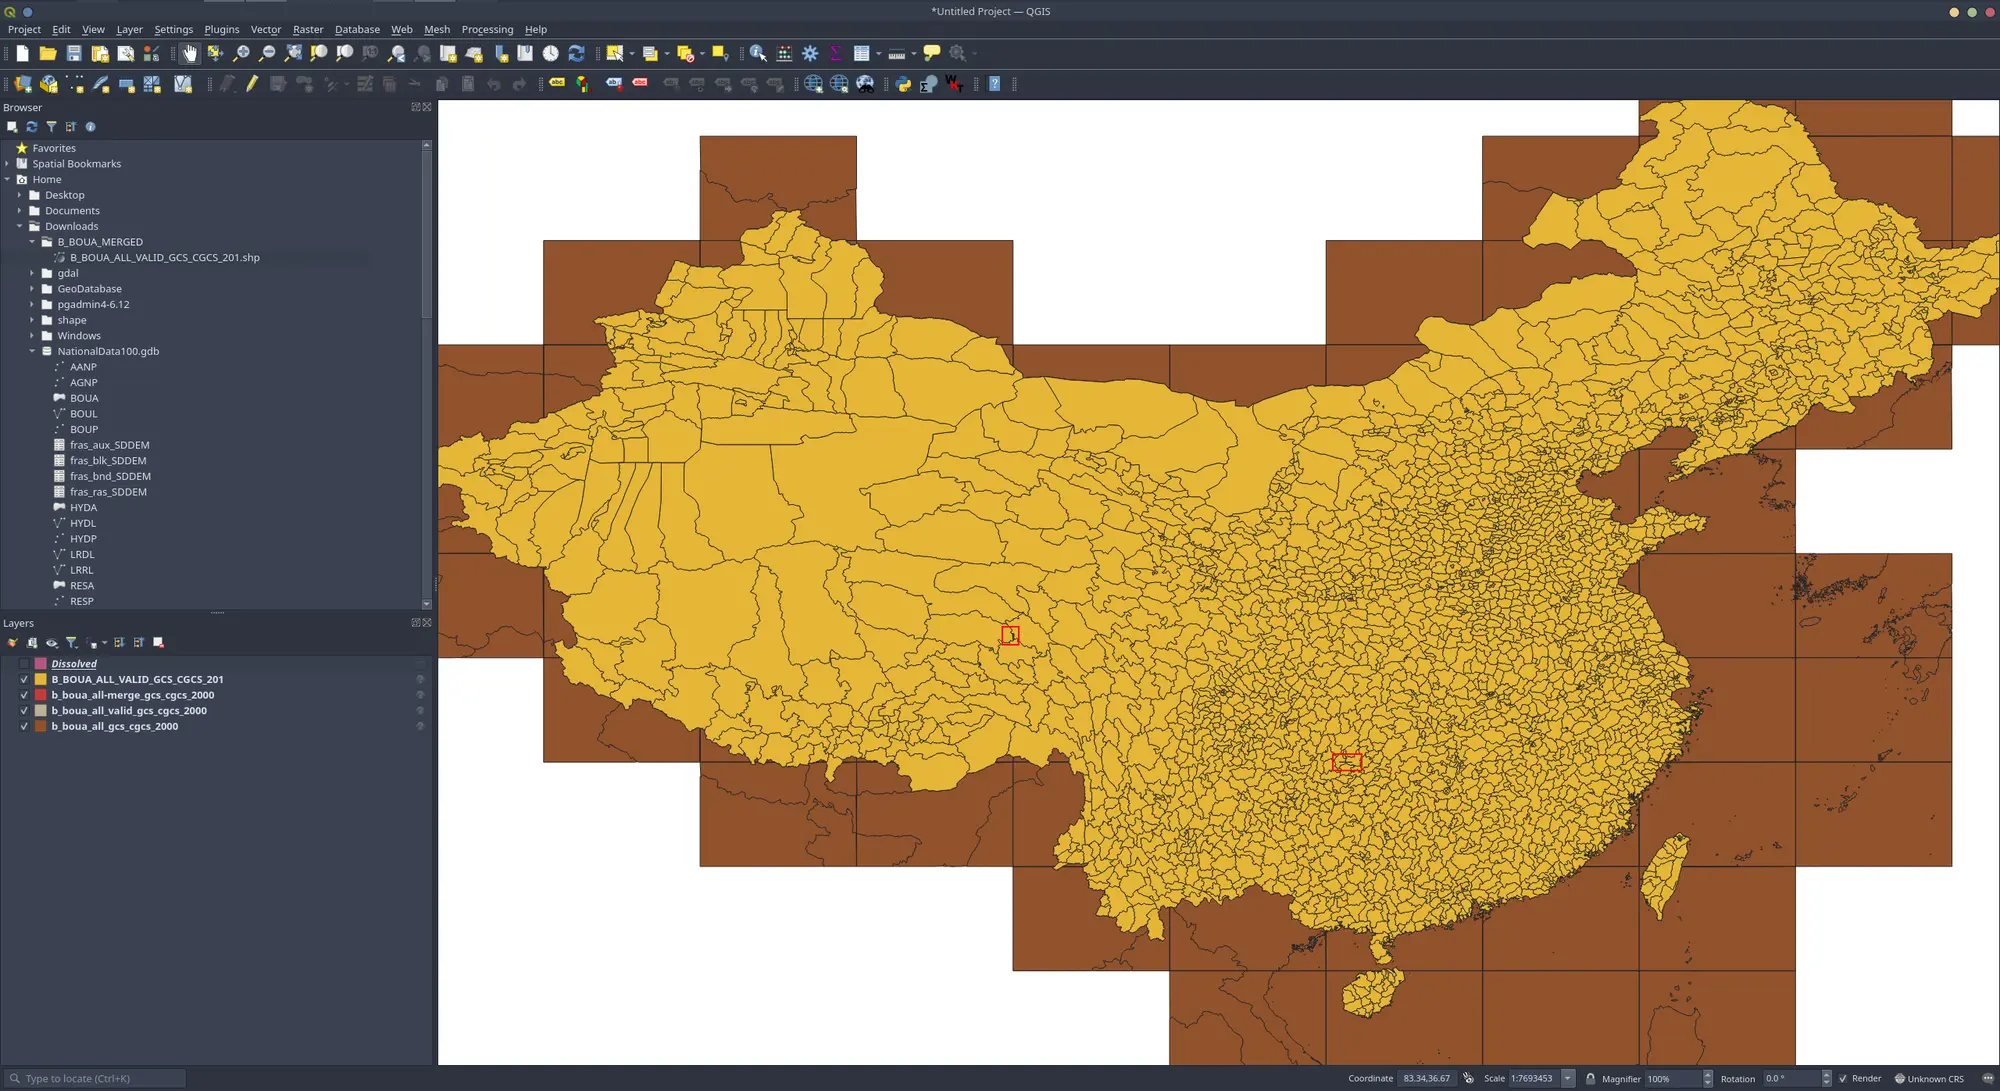 *Untitled Project — QGIS
Project Edit View Layer Settings Plugins Vector Raster Database Web Mesh Processing Help
Browser
Favorites
Spatial Bookmarks
Home
Desktop
Documents
Downloads
B_BOUA_MERGED
B_BOUA_ALL_VALID_GCS_CGCS_201.shp
gdal
GeoDatabase
pgadmin4-6.12
shape
Windows
NationalData100.gdb
AANP
AGNP
BOUA
BOUL
BOUP
fras_aux_SDDEM
fras_blk_SDDEM
fras_bnd_SDDEM
fras_ras_SDDEM
HYDA
HYDL
HYDP
LRDL
LRRL
RESA
RESP
Layers
Dissolved
B_BOUA_ALL_VALID_GCS_CGCS_201
b_boua_all-merge_gcs_cgcs_2000
b_boua_all_valid_gcs_cgcs_2000
b_boua_all_gcs_cgcs_2000
Type to locate (Ctrl+K) Coordinate 83.34,36.67 Scale 1:7693453 Magnifier 100% Rotation 0.0 ° Render Unknown CRS